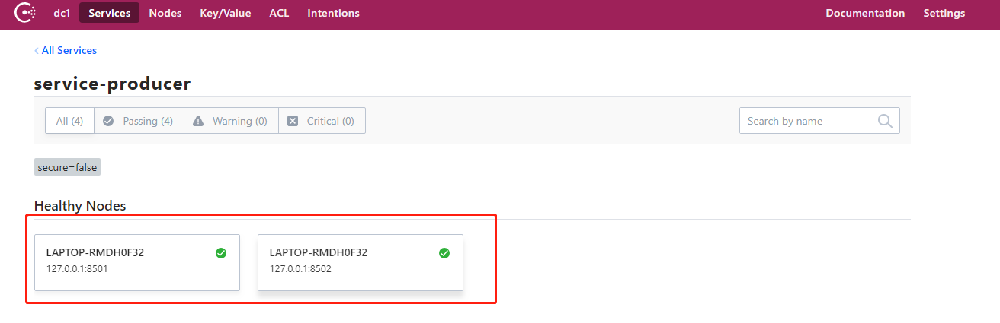 dc1 Services Nodes Key/Value ACL Intentions Documentation Settings
‹ All Services
service-producer
All (4) Passing (4) Warning (0) Critical (0) Search by name
secure=false
Healthy Nodes
LAPTOP-RMDH0F32 LAPTOP-RMDH0F32
127.0.0.1:8501 127.0.0.1:8502